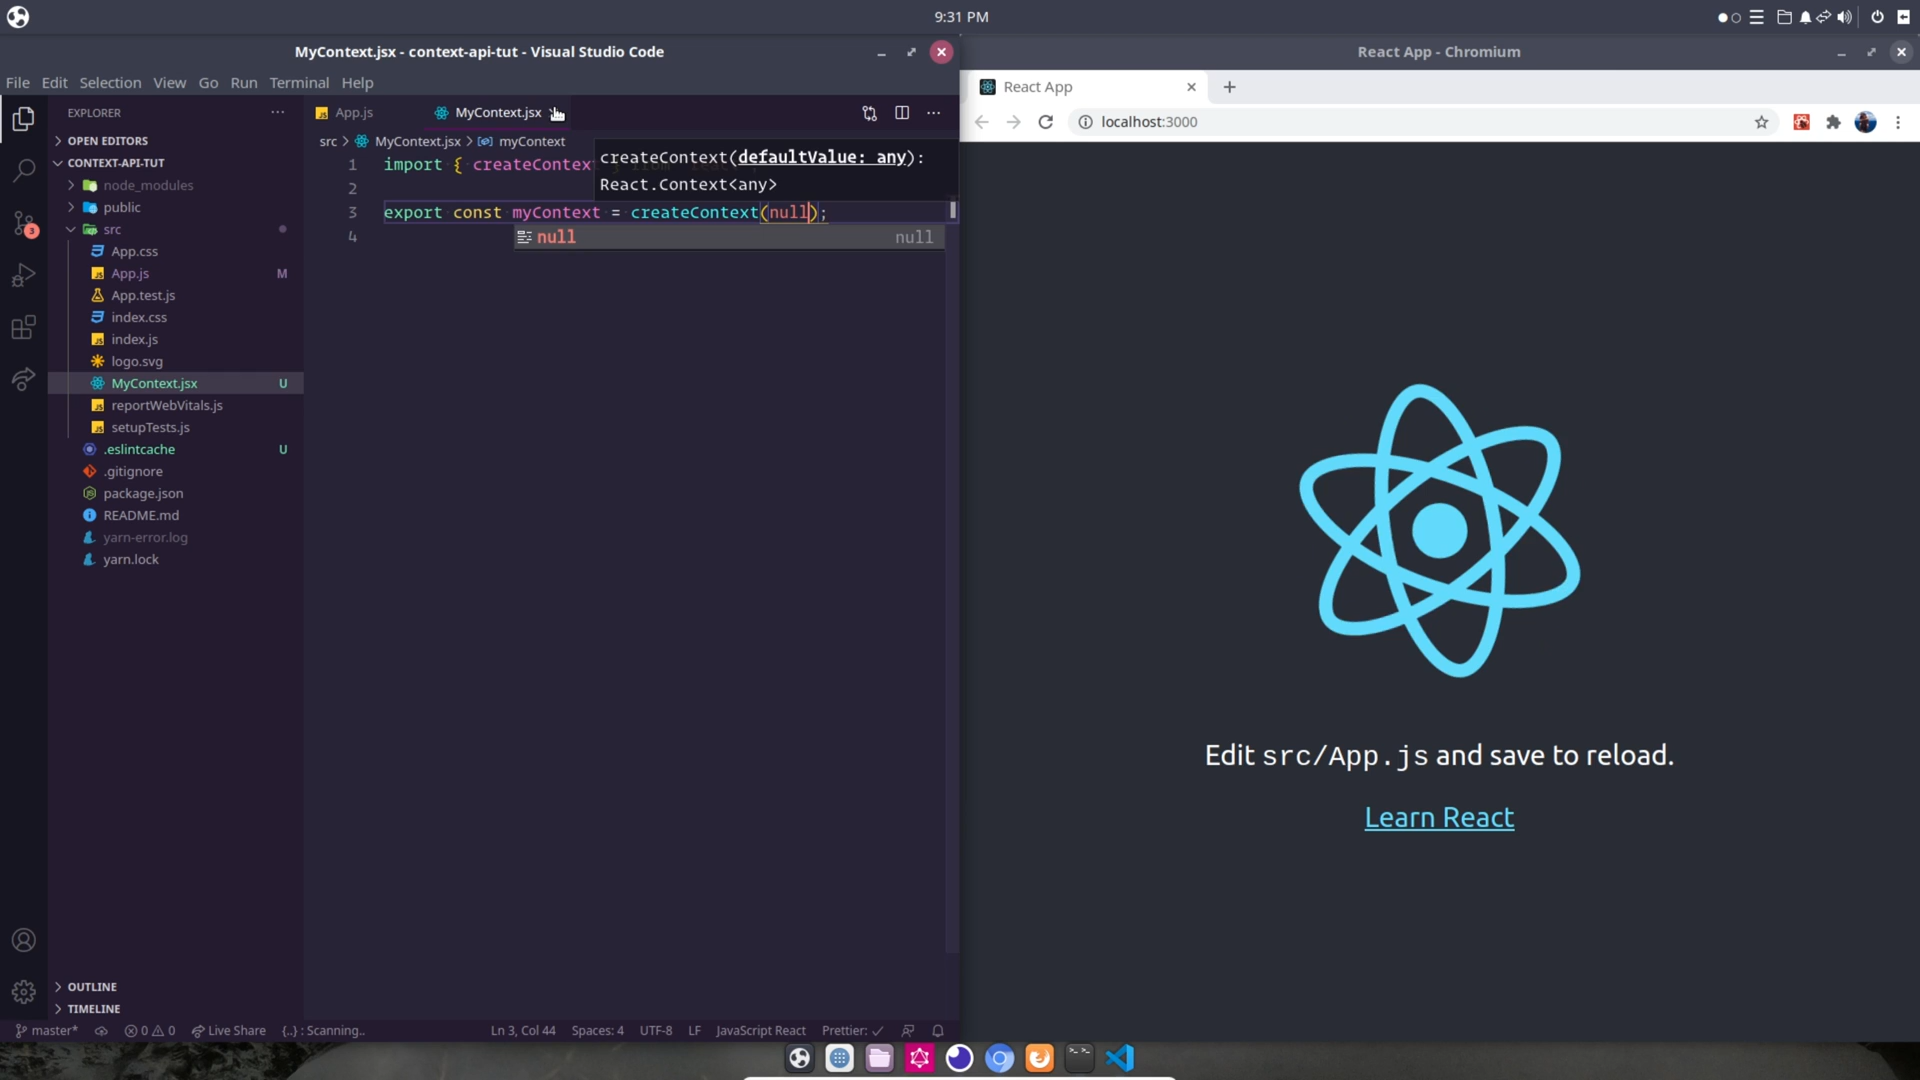 9:31 PM
MyContext.jsx - context-api-tut - Visual Studio Code
File Edit Selection View Go Run Terminal Help
EXPLORER
OPEN EDITORS
CONTEXT-API-TUT
node_modules
public
src
App.css
App.js M
App.test.js
index.css
index.js
logo.svg
MyContext.jsx U
reportWebVitals.js
setupTests.js
.eslintcache U
.gitignore
package.json
README.md
yarn-error.log
yarn.lock
OUTLINE
TIMELINE
3
App.js MyContext.jsx
src > MyContext.jsx > myContext
1 import { createContext
2
3 export const myContext = createContext(null);
4
createContext(defaultValue: any):
React.Context<any>
null null
master* 0 0 Live Share {..} : Scanning.. Ln 3, Col 44 Spaces: 4 UTF-8 LF JavaScript React Prettier: ✓
React App - Chromium
React App
localhost:3000
Edit src/App.js and save to reload.
Learn React